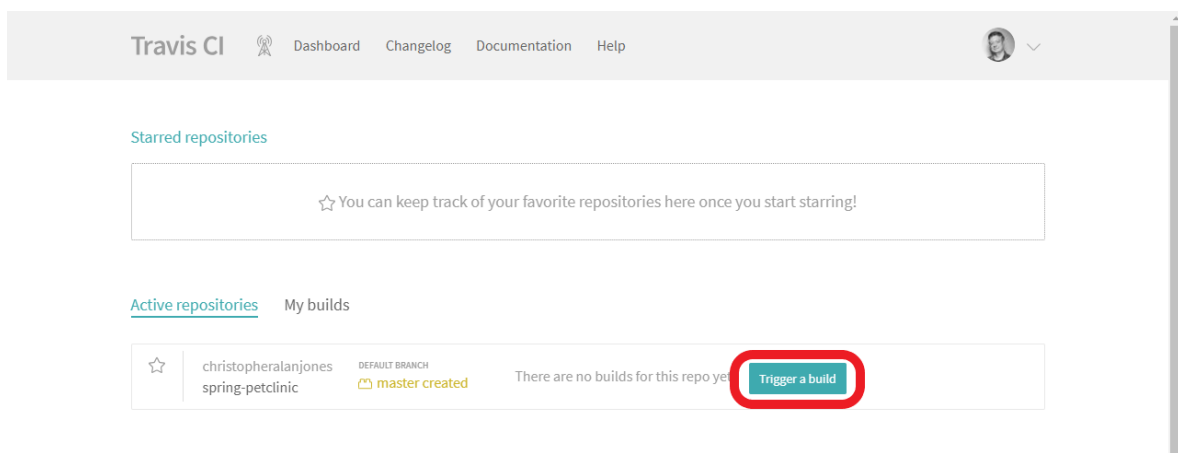 Travis CI Dashboard Changelog Documentation Help
Starred repositories
You can keep track of your favorite repositories here once you start starring!
Active repositories My builds
christopheralanjones
spring-petclinic
DEFAULT BRANCH
master created
There are no builds for this repo yet
Trigger a build